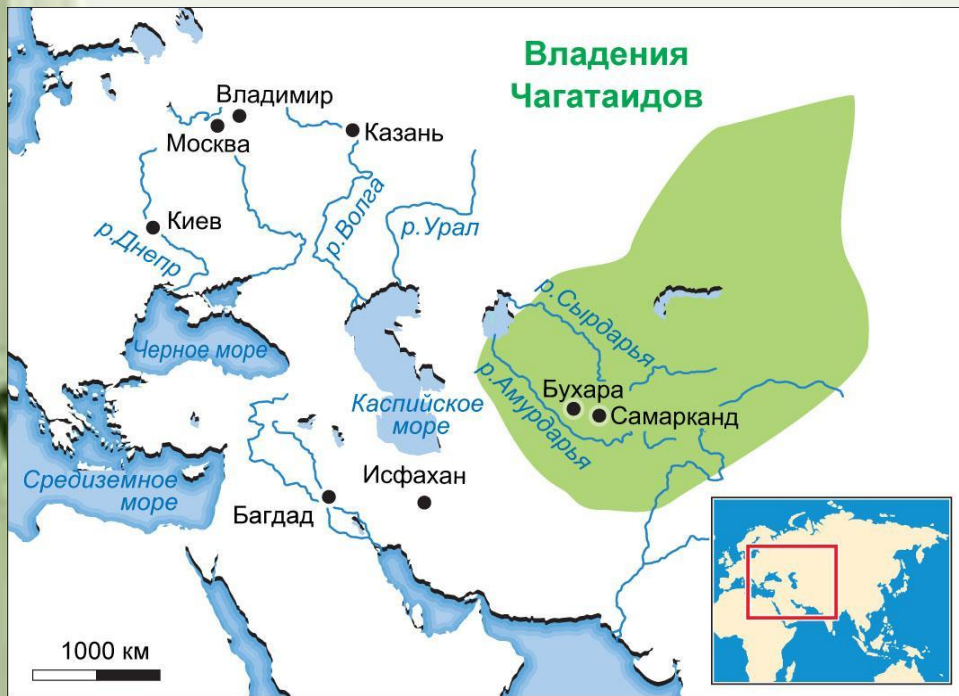 Владения
Чагатаидов
Владимир
Москва
Казань
Киев
р.Днепр
р.Волга
р.Урал
р.Сырдарья
Черное море
Каспийское
море
р.Амурдарья
Бухара
Самарканд
Средиземное
море
Исфахан
Багдад
1000 км